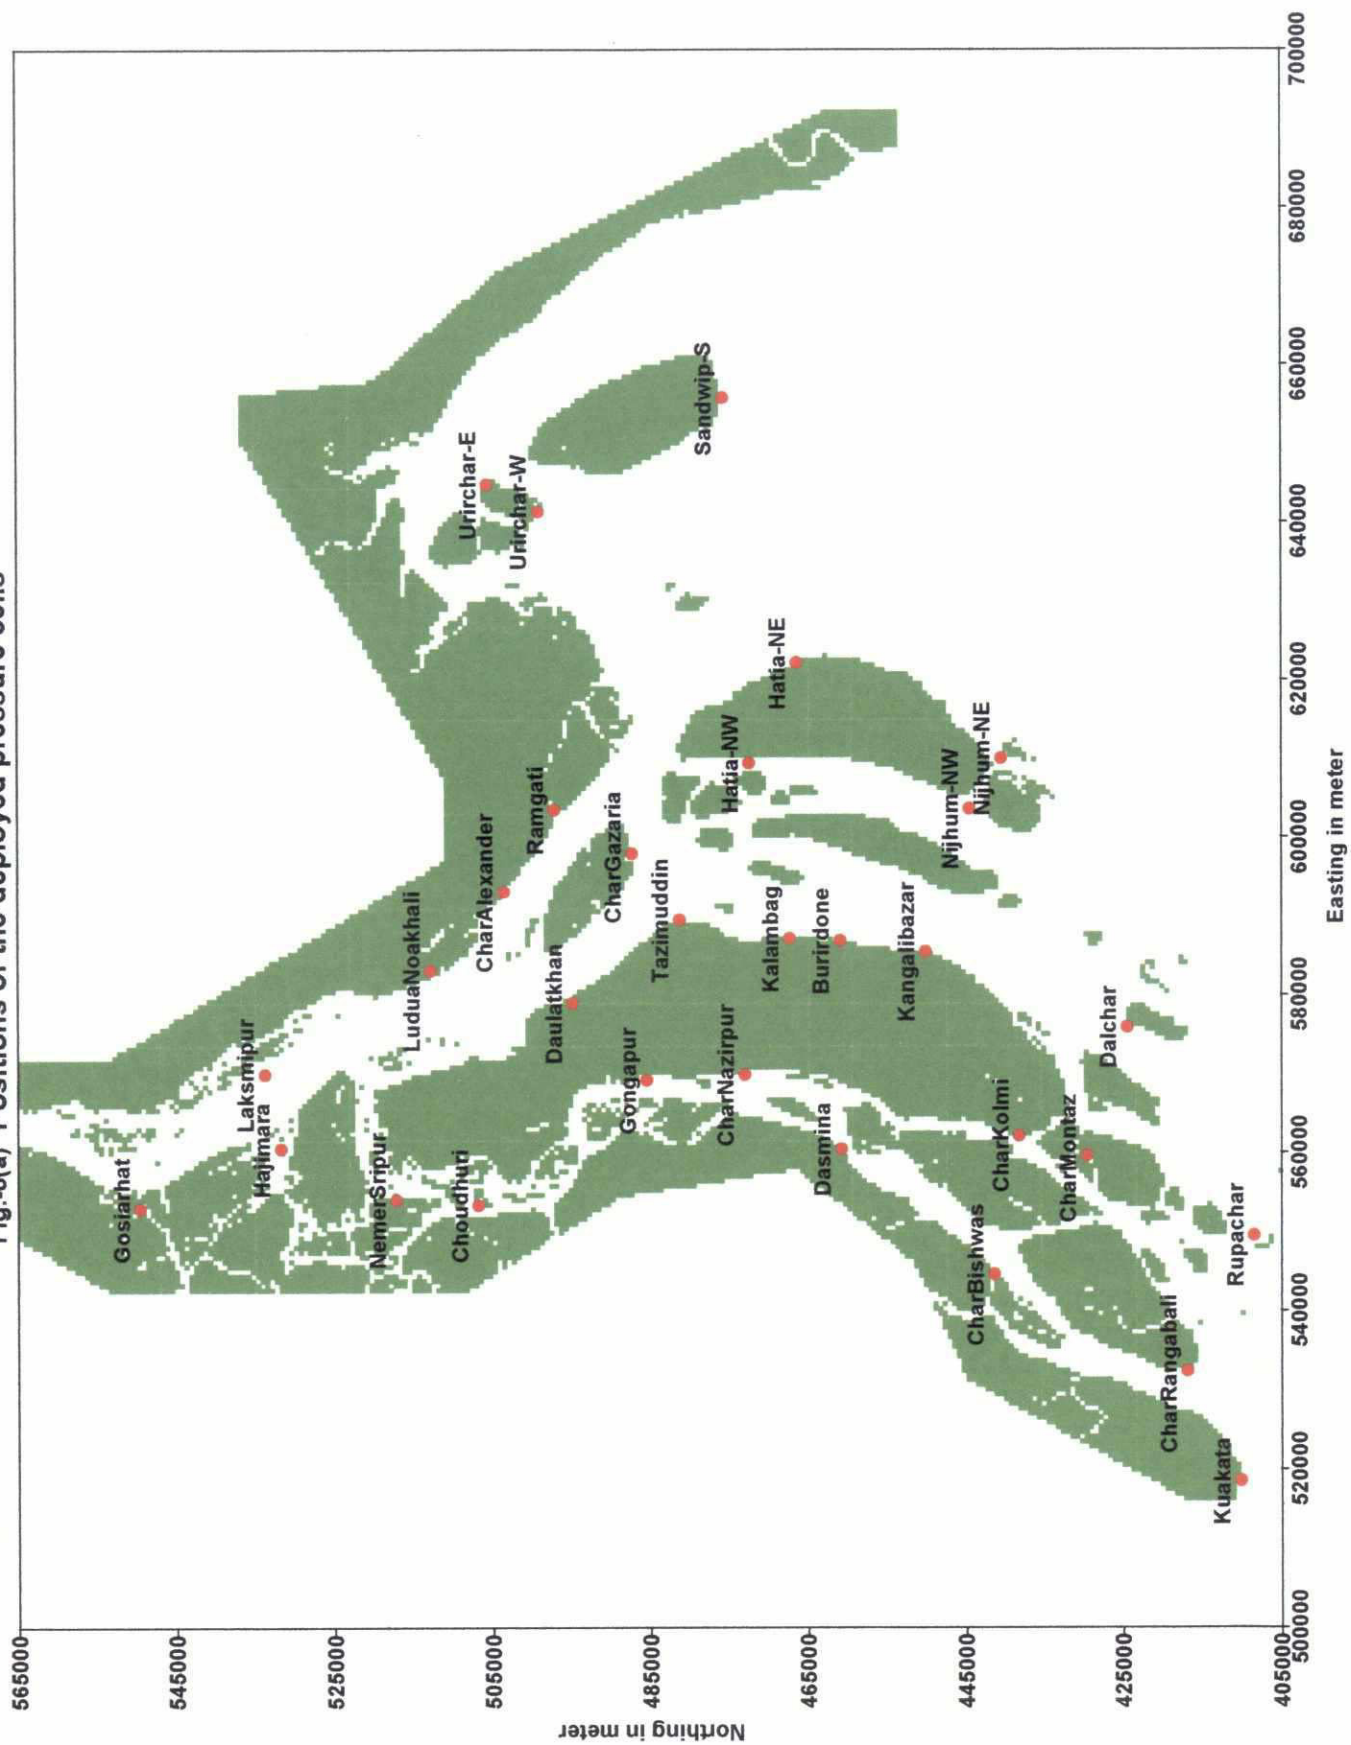 Positions of the deployed pressure cells
565000
545000
525000
505000
485000
465000
445000
425000
405000
Northing in meter
Gosiarhat
Laksmipur
Hajimara
NemerSripur
LuduaNoakhali
Choudhuri
CharAlexander
Urirchar-E
Urirchar-W
Ramgati
Daulatkhan
CharGazaria
Gongapur
Tazimuddin
Sandwip-S
CharNazirpur
Hatia-NW
Hatia-NE
Kalambag
Dasmina
Burirdone
Kangalibazar
Nijhum-NW
Nijhum-NE
CharBishwas
CharKolmi
CharMontaz
Dalchar
CharRangabali
Kuakata
Rupachar
500000
520000
540000
560000
580000
600000
620000
640000
660000
680000
700000
Easting in meter